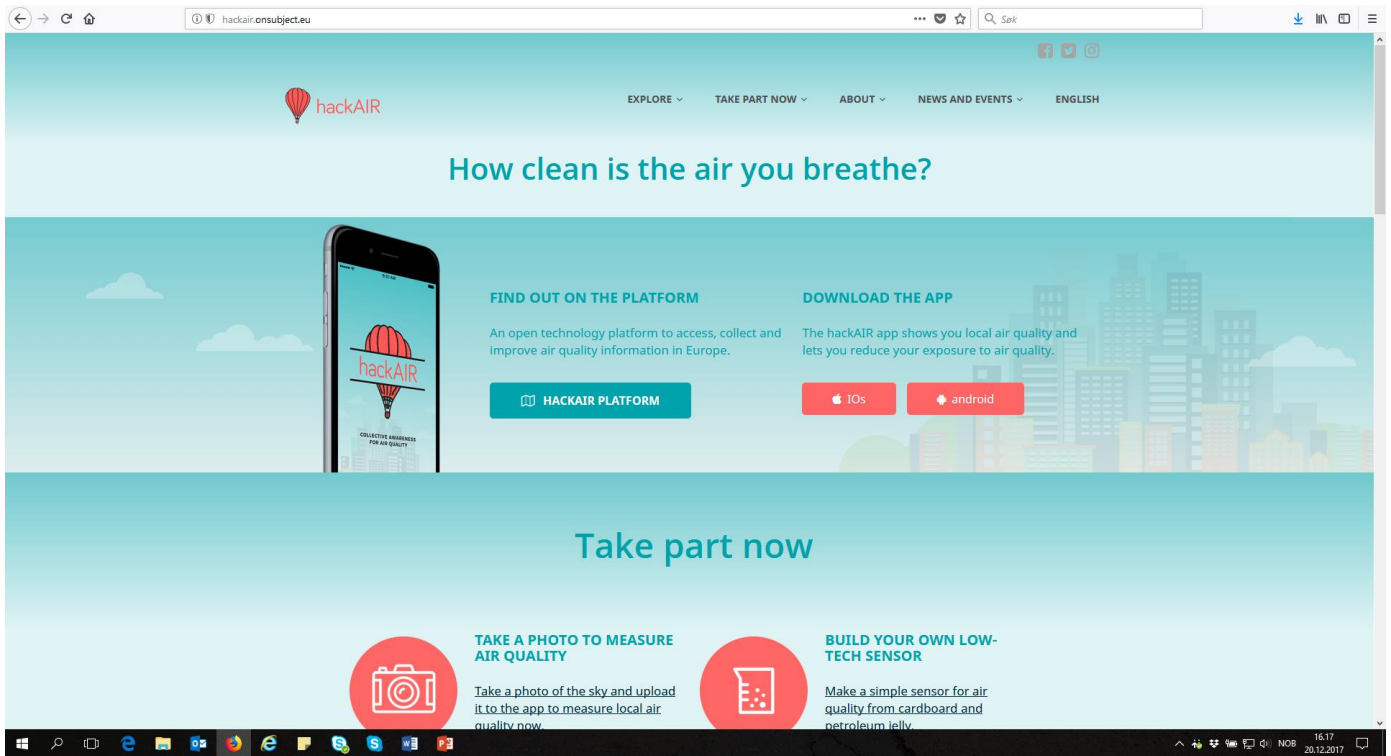 hackair.onsubject.eu
Søk
hackAIR
EXPLORE
TAKE PART NOW
ABOUT
NEWS AND EVENTS
ENGLISH
How clean is the air you breathe?
hackAIR
COLLECTIVE AWARENESS
FOR AIR QUALITY
FIND OUT ON THE PLATFORM
An open technology platform to access, collect and
improve air quality information in Europe.
HACKAIR PLATFORM
DOWNLOAD THE APP
The hackAIR app shows you local air quality and
lets you reduce your exposure to air quality.
IOs
android
Take part now
TAKE A PHOTO TO MEASURE
AIR QUALITY
Take a photo of the sky and upload
it to the app to measure local air
quality now.
BUILD YOUR OWN LOW-
TECH SENSOR
Make a simple sensor for air
quality from cardboard and
petroleum jelly.
NOB
16.17
20.12.2017